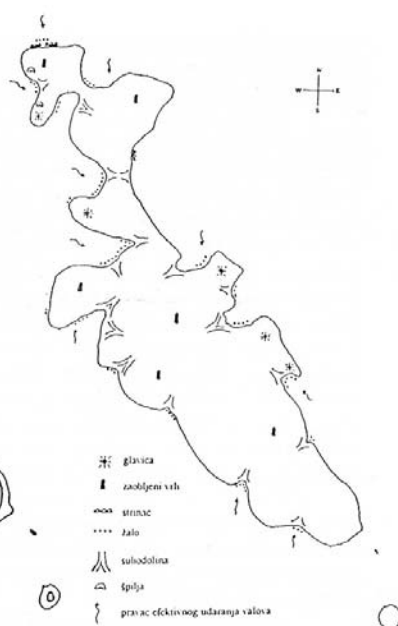 N
W E
S
glavica
zaobljeni vrh
strinac
žalo
suhodolina
špilja
pravac efektivnog udaranja valova